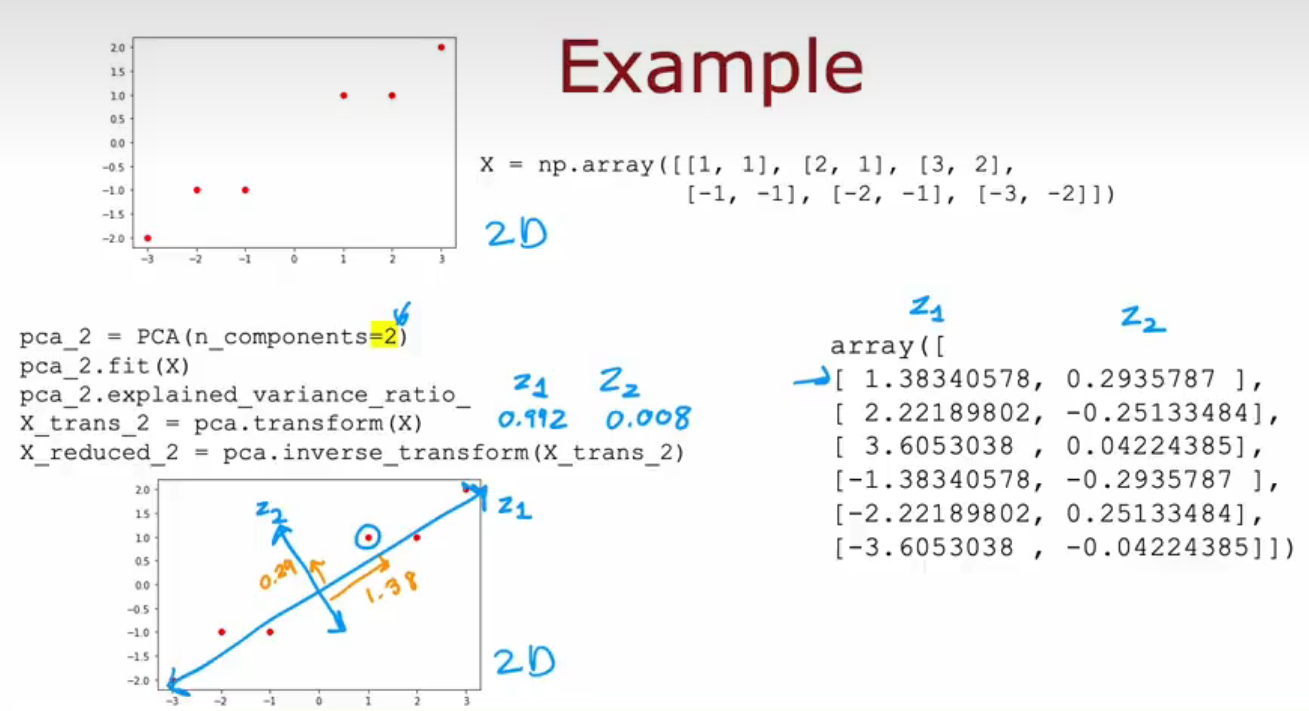 Example
2.0
1.5
1.0
0.5
0.0
−0.5
−1.0
−1.5
−2.0
−3 −2 −1 0 1 2 3
X = np.array([[1, 1], [2, 1], [3, 2],
[-1, -1], [-2, -1], [-3, -2]])
2D
pca_2 = PCA(n_components=2)
pca_2.fit(X)
pca_2.explained_variance_ratio_
X_trans_2 = pca.transform(X)
X_reduced_2 = pca.inverse_transform(X_trans_2)
z1 z2
0.992 0.008
z1 z2
array([
[ 1.38340578, 0.2935787 ],
[ 2.22189802, -0.25133484],
[ 3.6053038 , 0.04224385],
[-1.38340578, -0.2935787 ],
[-2.22189802, 0.25133484],
[-3.6053038 , -0.04224385]])
2.0
1.5
1.0
0.5
0.0
−0.5
−1.0
−1.5
−2.0
−3 −2 −1 0 1 2 3
z2
z1
0.29
1.38
2D